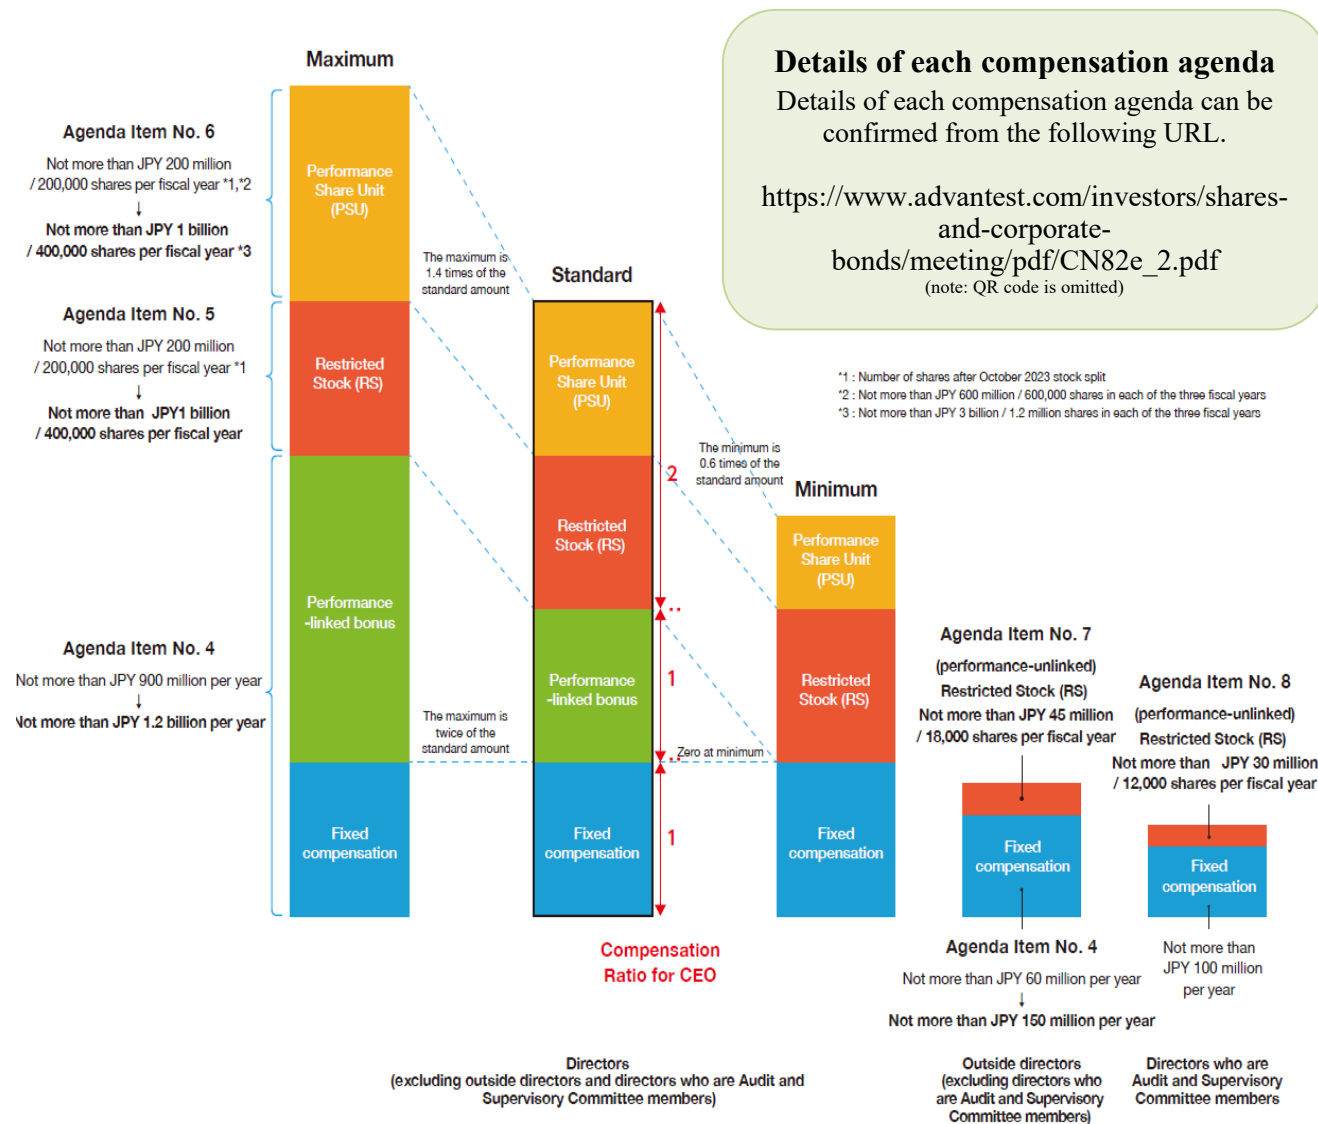 Details of each compensation agenda
Details of each compensation agenda can be
confirmed from the following URL.
https://www.advantest.com/investors/shares-
and-corporate-
bonds/meeting/pdf/CN82e_2.pdf
(note: QR code is omitted)
Maximum
Agenda Item No. 6
Not more than JPY 200 million
/ 200,000 shares per fiscal year *1,*2
↓
Not more than JPY 1 billion
/ 400,000 shares per fiscal year *3
Agenda Item No. 5
Not more than JPY 200 million
/ 200,000 shares per fiscal year *1
↓
Not more than JPY1 billion
/ 400,000 shares per fiscal year
Agenda Item No. 4
Not more than JPY 900 million per year
↓
Not more than JPY 1.2 billion per year
Performance
Share Unit
(PSU)
Restricted
Stock (RS)
Performance
-linked bonus
Fixed
compensation
The maximum is
1.4 times of the
standard amount
The maximum is
twice of the
standard amount
Standard
Performance
Share Unit
(PSU)
Restricted
Stock (RS)
Performance
-linked bonus
Fixed
compensation
2
..
1
..
1
Compensation
Ratio for CEO
The minimum is
0.6 times of the
standard amount
Zero at minimum
Minimum
Performance
Share Unit
(PSU)
Restricted
Stock (RS)
Fixed
compensation
*1 : Number of shares after October 2023 stock split
*2 : Not more than JPY 600 million / 600,000 shares in each of the three fiscal years
*3 : Not more than JPY 3 billion / 1.2 million shares in each of the three fiscal years
Agenda Item No. 7
(performance-unlinked)
Restricted Stock (RS)
Not more than JPY 45 million
/ 18,000 shares per fiscal year
Fixed
compensation
Agenda Item No. 4
Not more than JPY 60 million per year
↓
Not more than JPY 150 million per year
Agenda Item No. 8
(performance-unlinked)
Restricted Stock (RS)
Not more than JPY 30 million
/ 12,000 shares per fiscal year
Fixed
compensation
Not more than
JPY 100 million
per year
Directors
(excluding outside directors and directors who are Audit and
Supervisory Committee members)
Outside directors
(excluding directors who
are Audit and Supervisory
Committee members)
Directors who are
Audit and Supervisory
Committee members